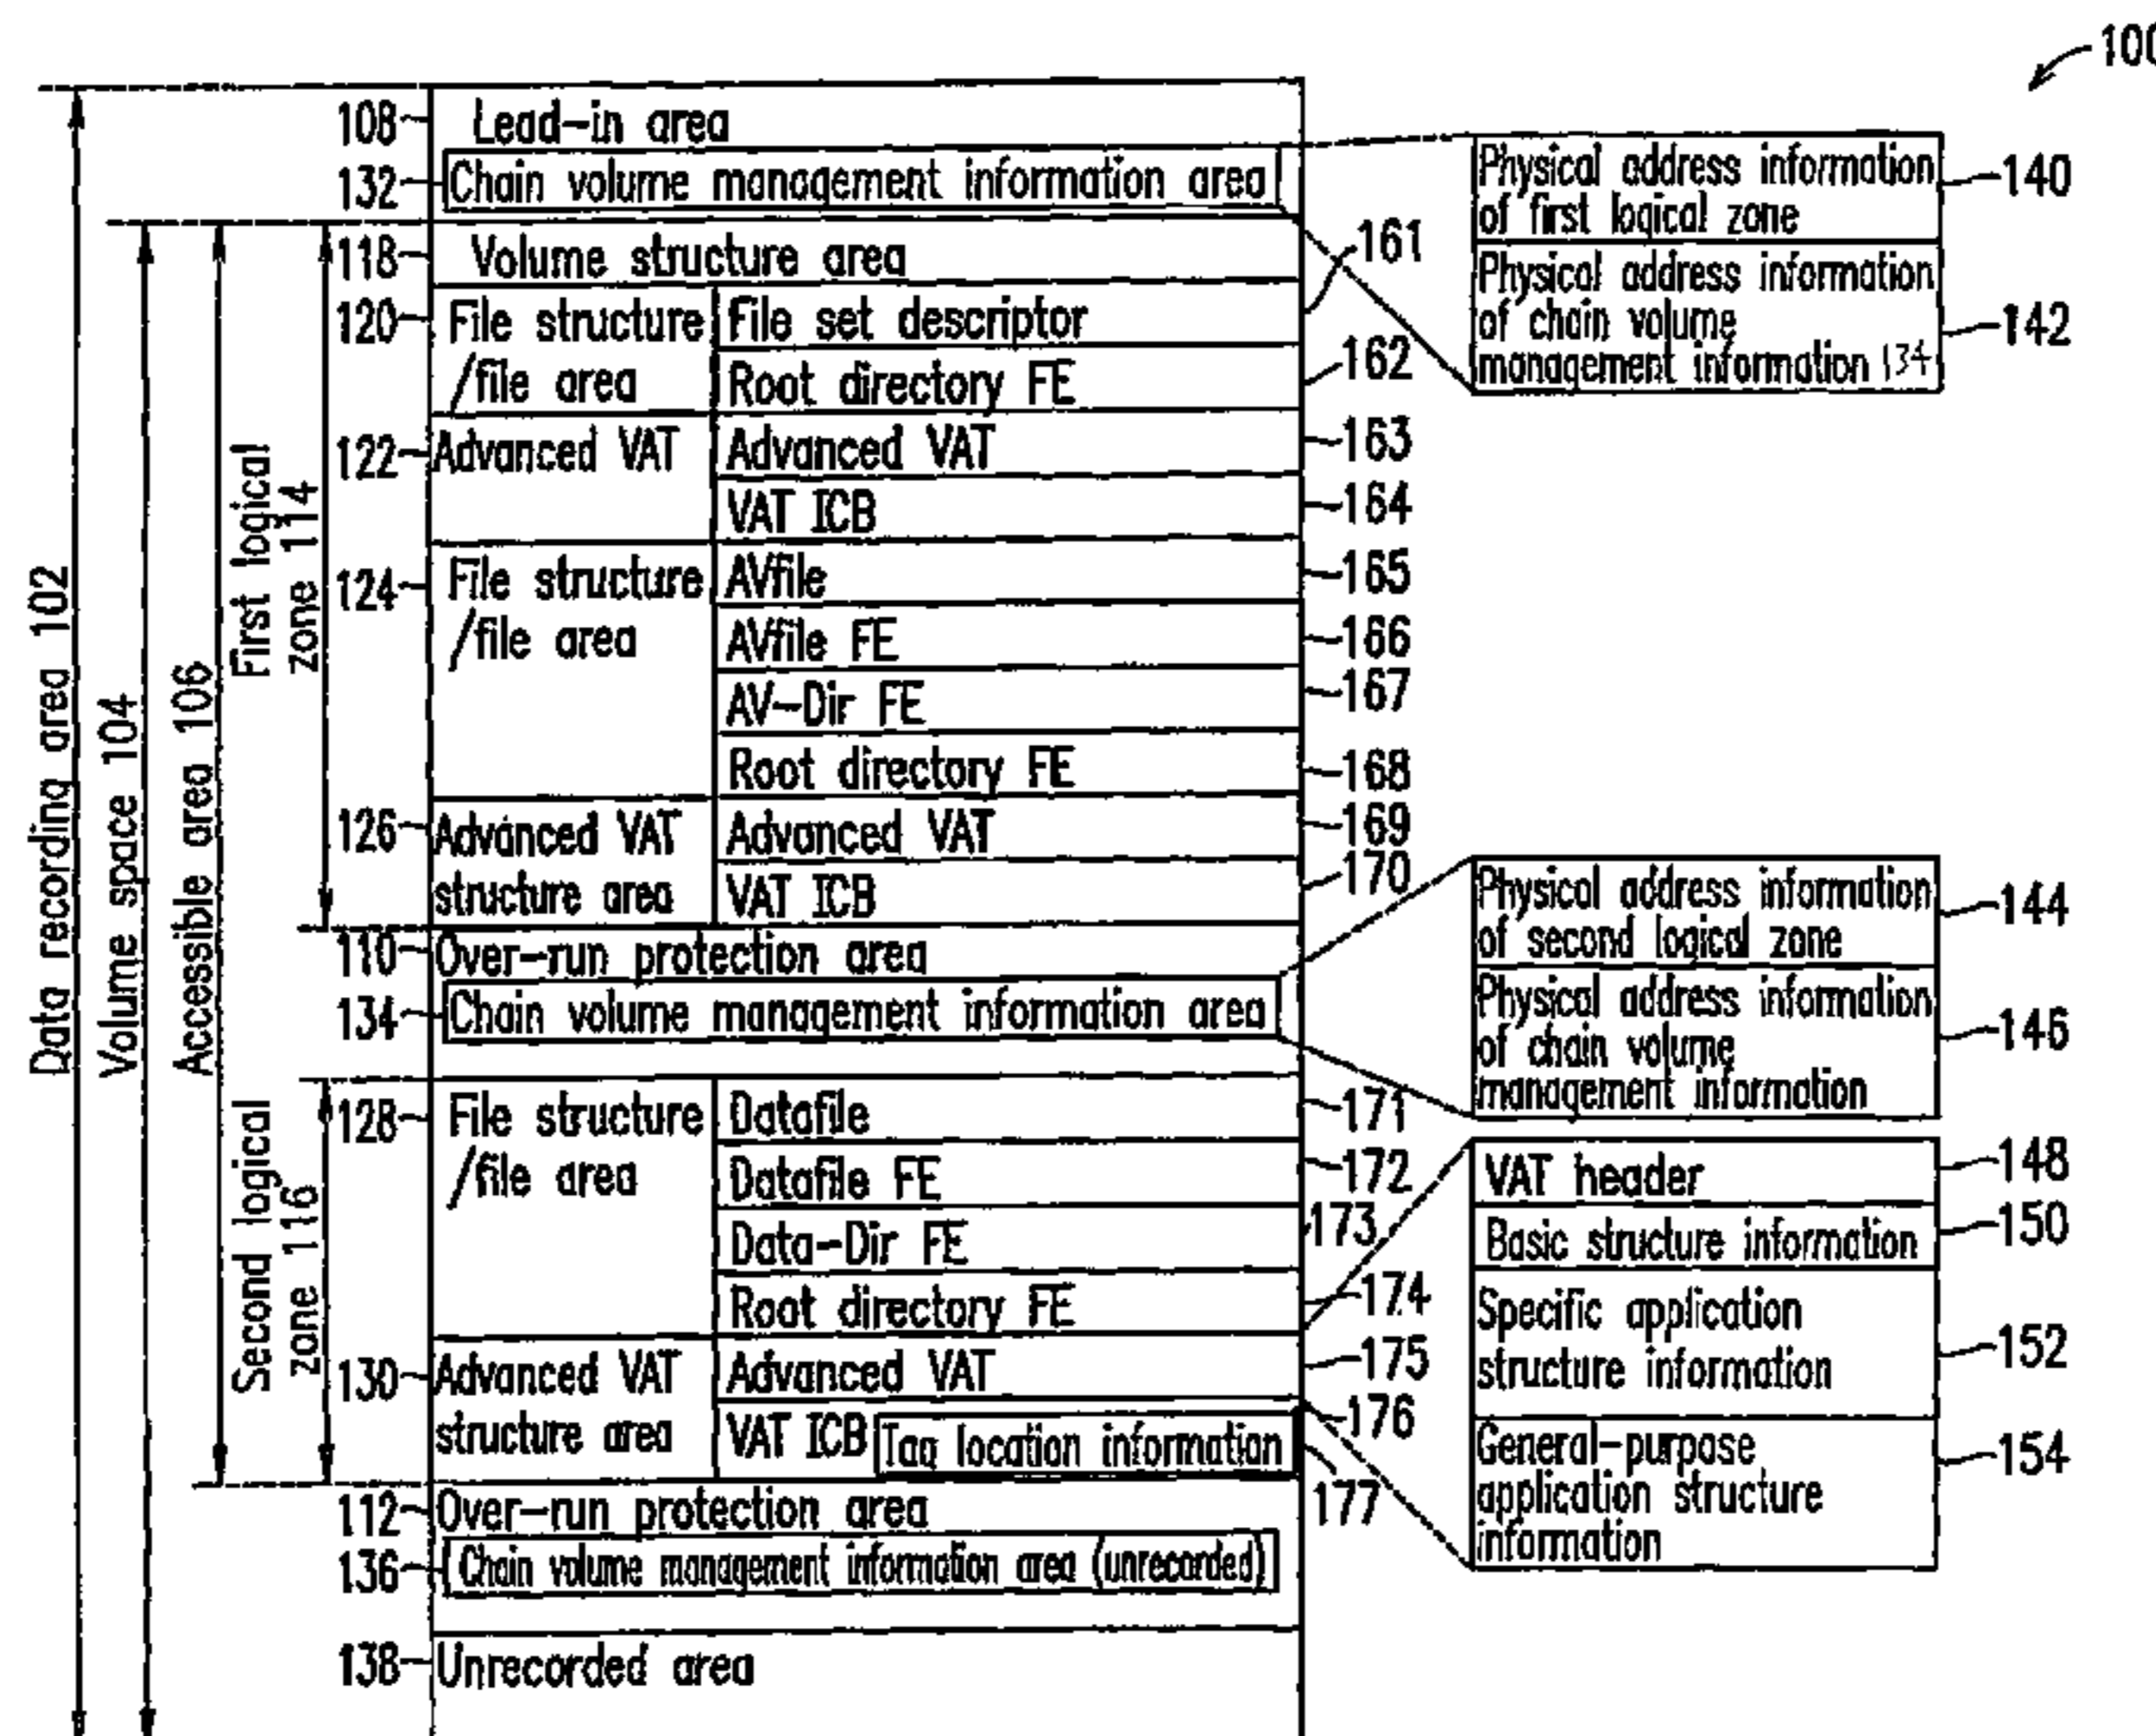 100
108 Lead-in area
132 Chain volume management information area
Physical address information
of first logical zone
140
118 Volume structure area
161
Physical address information
of chain volume
management information 134
142
120 File structure
/file area
File set descriptor
Root directory FE
162
122 Advanced VAT
Advanced VAT
163
VAT ICB
164
124 File structure
/file area
AVfile
165
AVfile FE
166
AV-Dir FE
167
Root directory FE
168
126 Advanced VAT
structure area
Advanced VAT
169
VAT ICB
170
110 Over-run protection area
134 Chain volume management information area
Physical address information
of second logical zone
144
Physical address information
of chain volume
management information
146
128 File structure
/file area
Datafile
171
Datafile FE
172
Data-Dir FE
173
Root directory FE
174
VAT header
148
Basic structure information
150
Specific application
structure information
152
General-purpose
application structure
information
154
130 Advanced VAT
structure area
Advanced VAT
175
VAT ICB
176
Tag location information
177
112 Over-run protection area
136 Chain volume management information area (unrecorded)
138 Unrecorded area
Data recording area 102
Volume space 104
Accessible area 106
First logical
zone 114
Second logical
zone 116